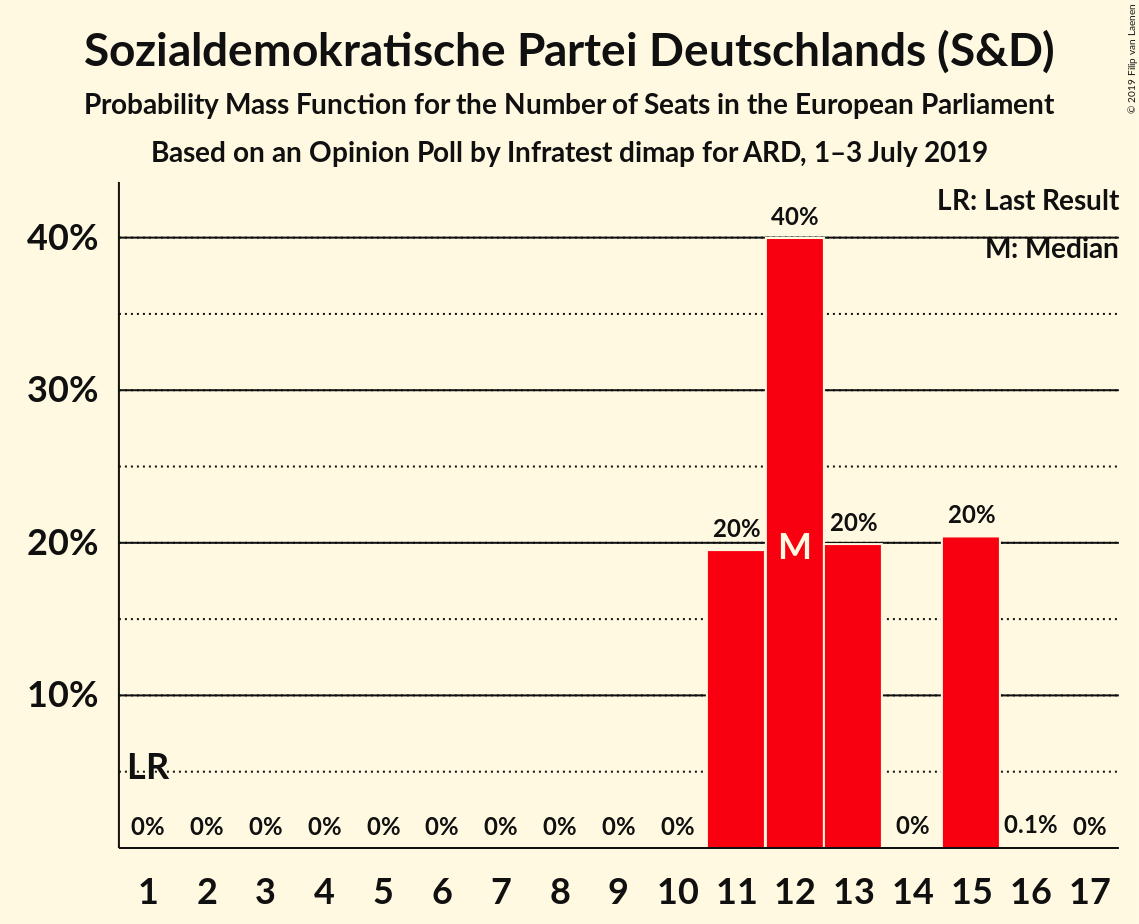 Sozialdemokratische Partei Deutschlands (S&D)
Probability Mass Function for the Number of Seats in the European Parliament
Based on an Opinion Poll by Infratest dimap for ARD, 1–3 July 2019
© 2019 Filip van Laenen
LR: Last Result
M: Median
40%
30%
20%
10%
40%
20%
20%
20%
M
LR
0%
0%
0%
0%
0%
0%
0%
0%
0%
0%
0%
0.1%
0%
1 2 3 4 5 6 7 8 9 10 11 12 13 14 15 16 17